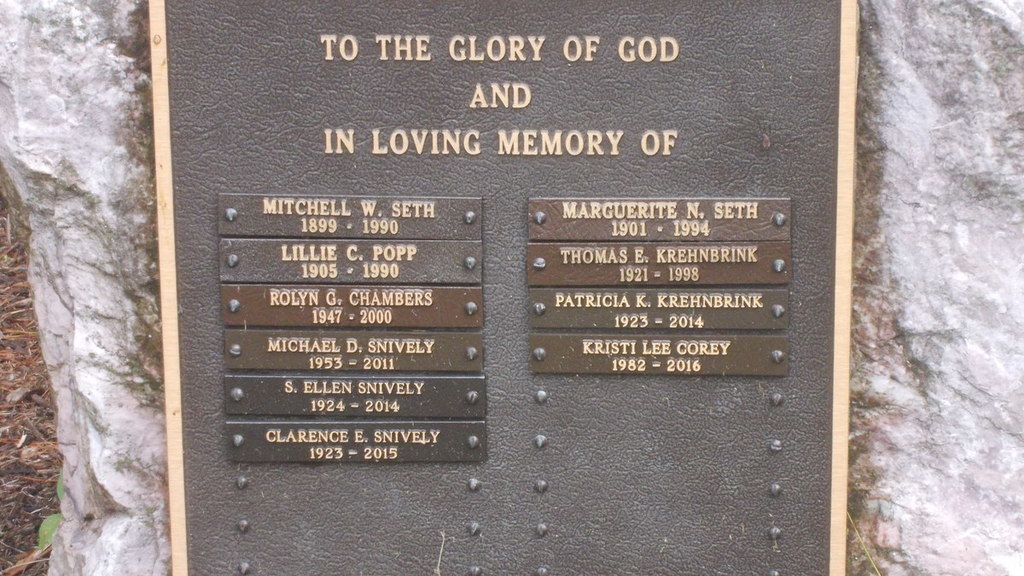 TO THE GLORY OF GOD
AND
IN LOVING MEMORY OF
MITCHELL W. SETH
1899 - 1990
LILLIE C. POPP
1905 - 1990
ROLYN G. CHAMBERS
1947 - 2000
MICHAEL D. SNIVELY
1953 - 2011
S. ELLEN SNIVELY
1924 - 2014
CLARENCE E. SNIVELY
1923 - 2015
MARGUERITE N. SETH
1901 - 1994
THOMAS E. KREHNBRINK
1921 - 1998
PATRICIA K. KREHNBRINK
1923 - 2014
KRISTI LEE COREY
1982 - 2016